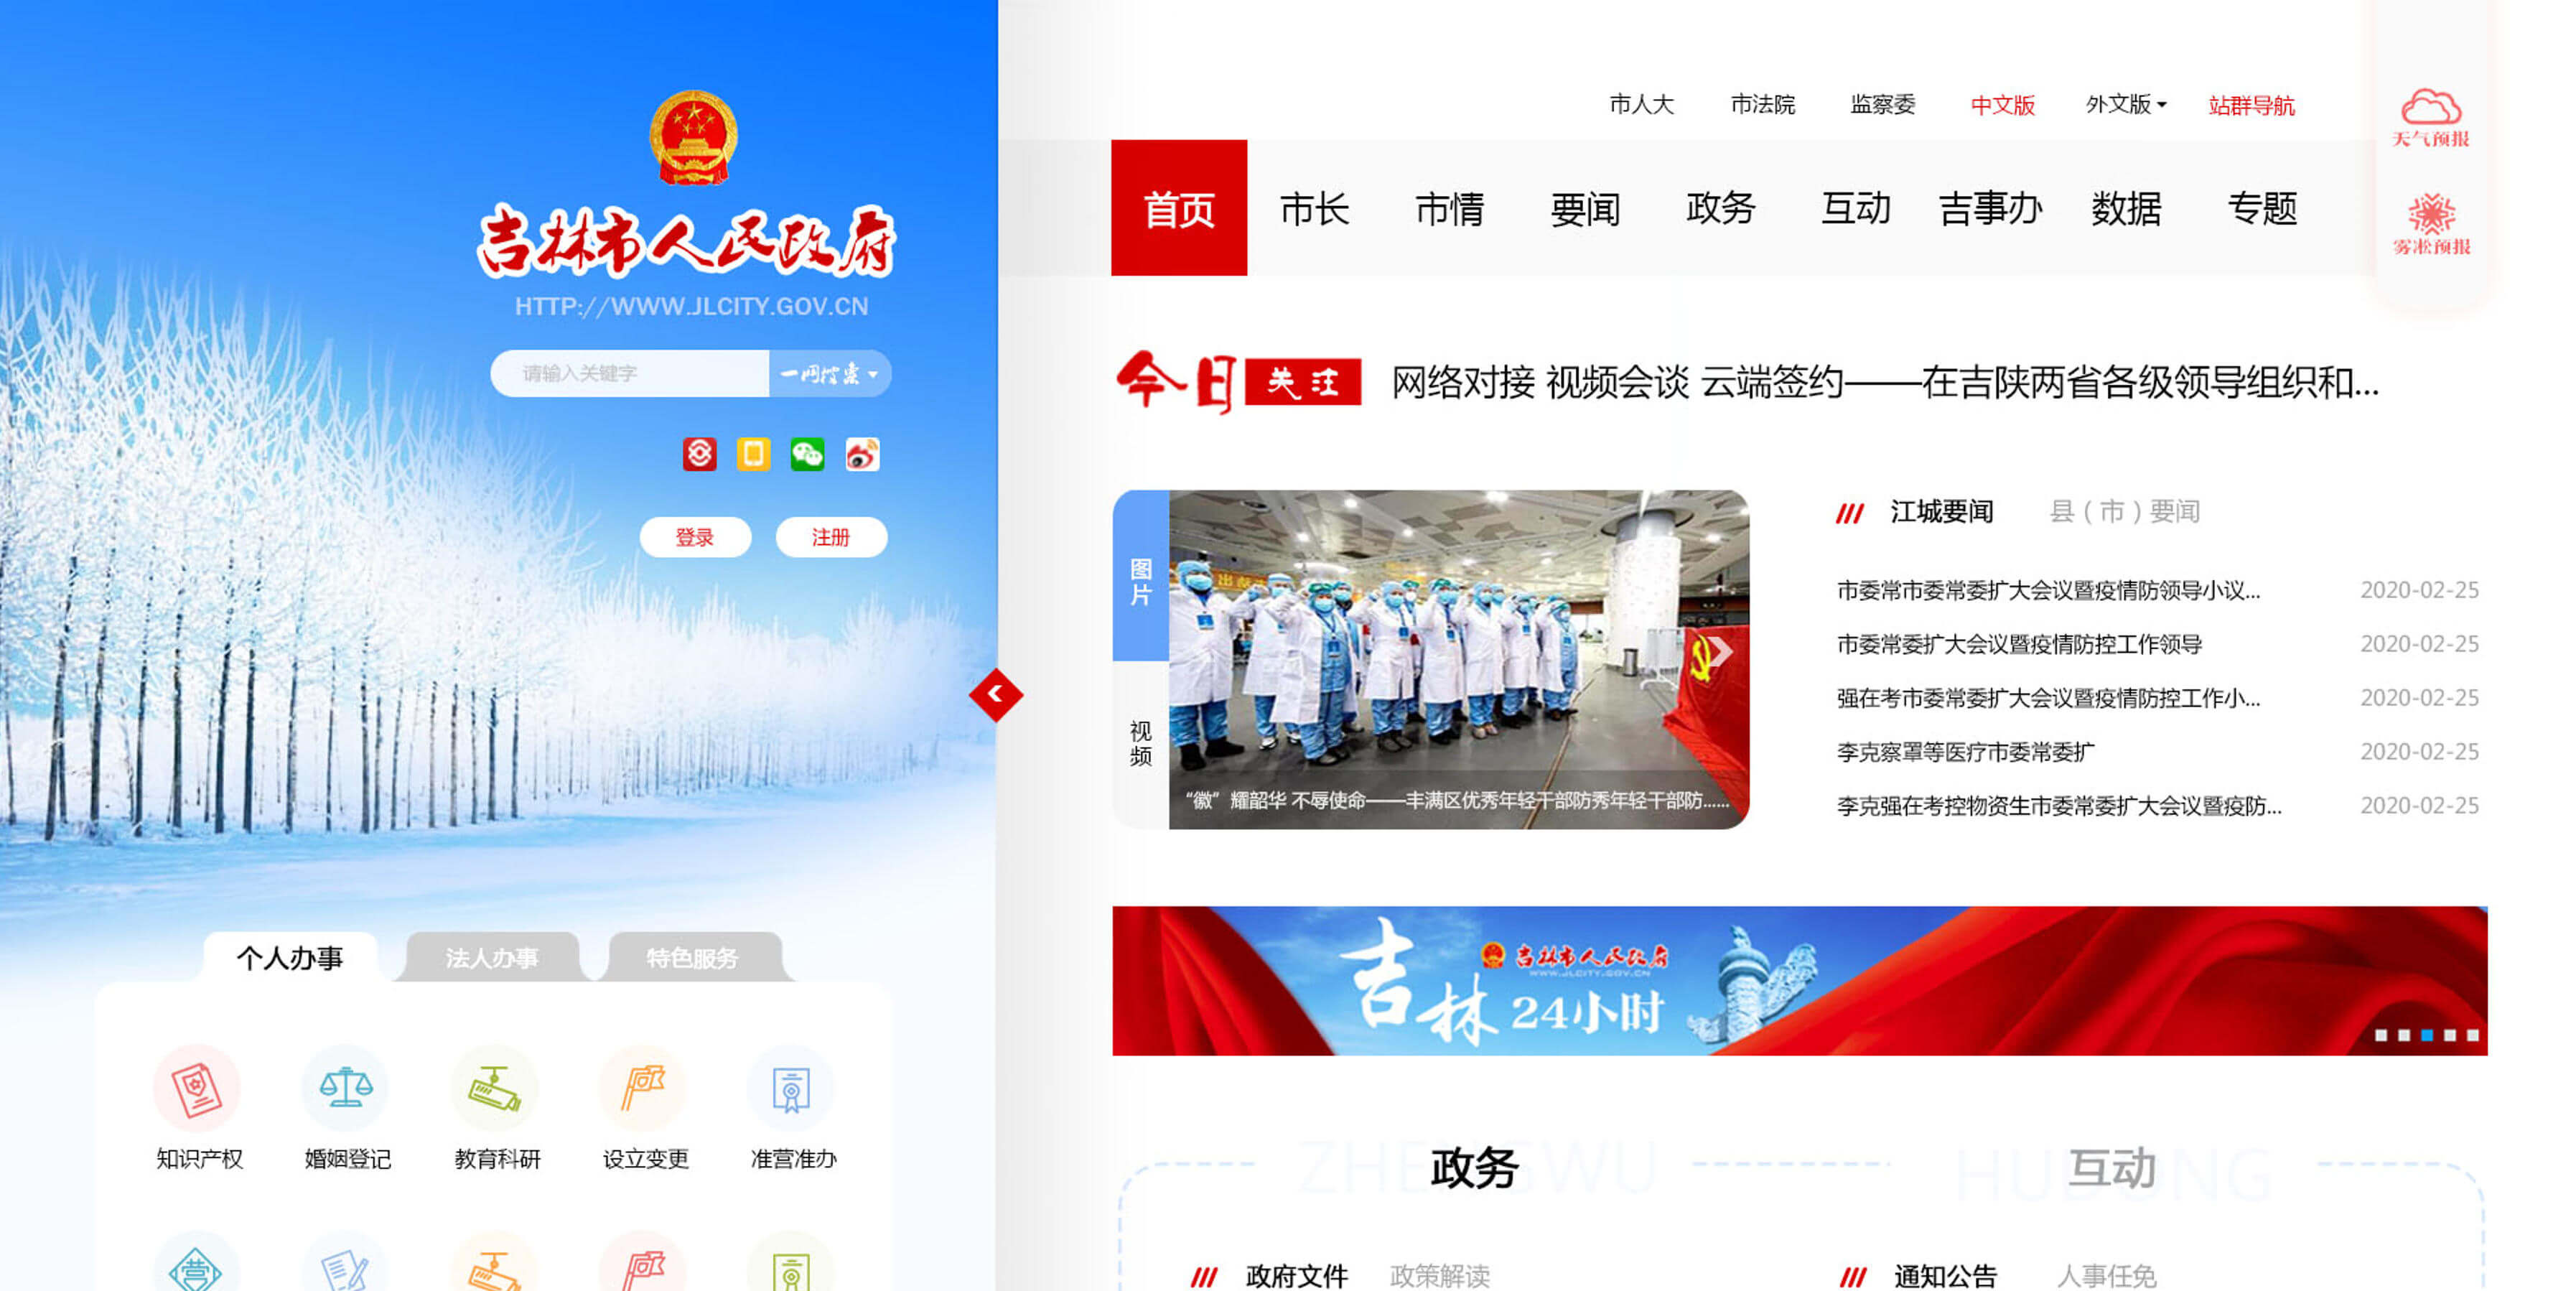 吉林市人民政府
HTTP://WWW.JLCITY.GOV.CN
请输入关键字 一网搜索
登录 注册
个人办事 法人办事 特色服务
知识产权 婚姻登记 教育科研 设立变更 准营准办
营
市人大 市法院 监察委 中文版 外文版 站群导航
首页 市长 市情 要闻 政务 互动 吉事办 数据 专题
天气预报
雾凇预报
今日关注 网络对接 视频会谈 云端签约——在吉陕两省各级领导组织和...
图片
视频
“徽”耀韶华 不辱使命——丰满区优秀年轻干部防秀年轻干部防......
江城要闻 县（市）要闻
市委常市委常委扩大会议暨疫情防领导小议... 2020-02-25
市委常委扩大会议暨疫情防控工作领导 2020-02-25
强在考市委常委扩大会议暨疫情防控工作小... 2020-02-25
李克察罩等医疗市委常委扩 2020-02-25
李克强在考控物资生市委常委扩大会议暨疫防... 2020-02-25
吉林
吉林市人民政府
WWW.JLCITY.GOV.CN
24小时
ZHENGWU 政务 HUDONG 互动
政府文件 政策解读 通知公告 人事任免